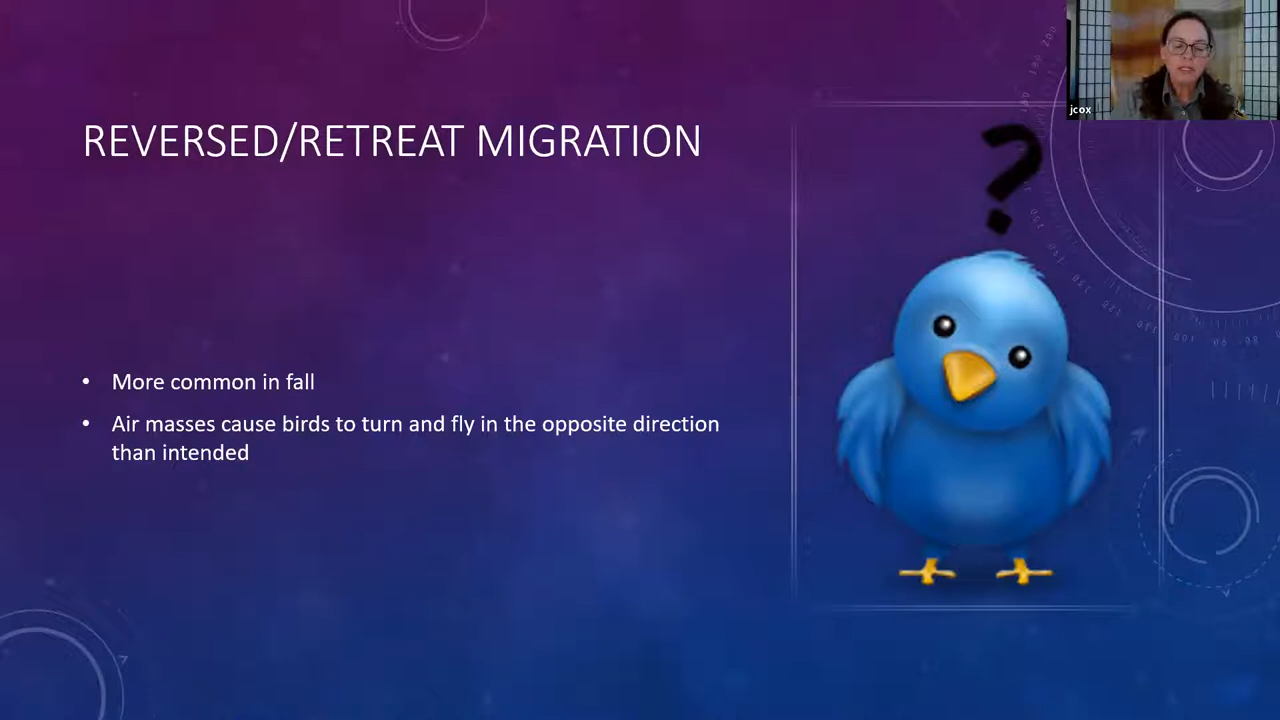 REVERSED/RETREAT MIGRATION
jcox
?
• More common in fall
• Air masses cause birds to turn and fly in the opposite direction
than intended